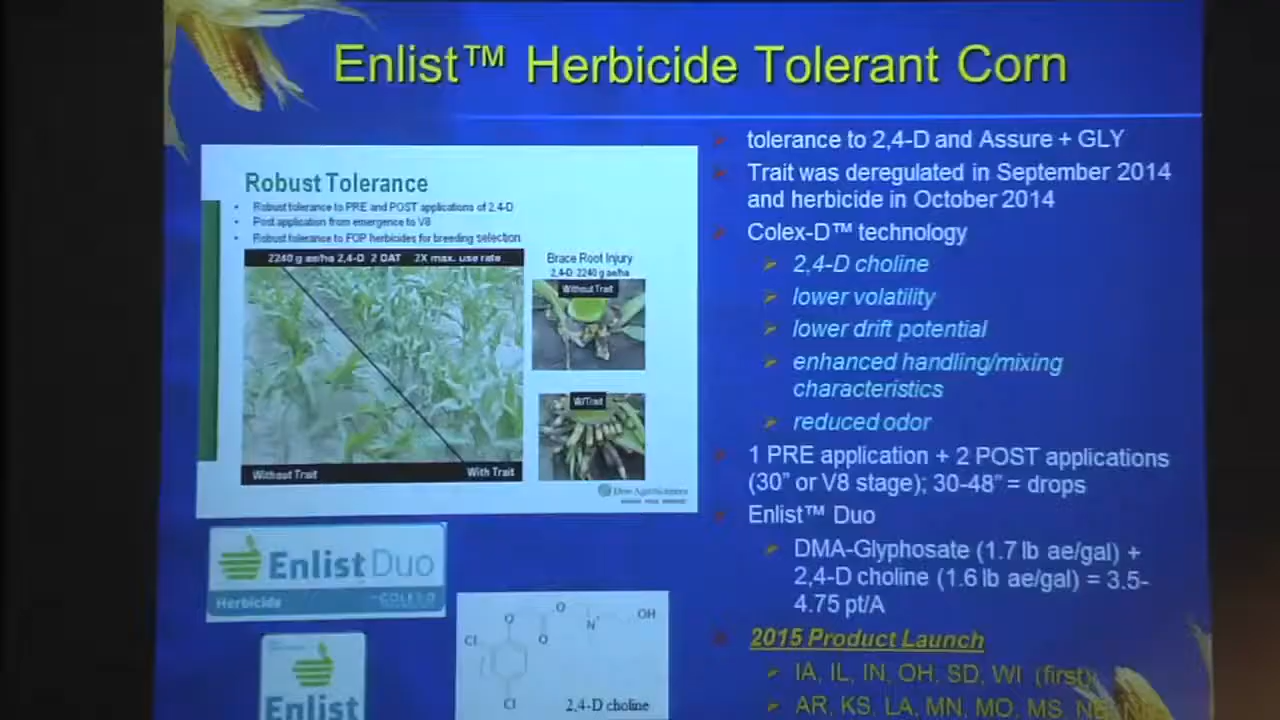 Enlist™ Herbicide Tolerant Corn
Robust Tolerance
• Robust tolerance to PRE and POST applications of 2,4-D
• Post application from emergence to V8
• Robust tolerance to FOP herbicides for breeding selection
2240 g ae/ha 2,4-D 2 DAT 2X max. use rate
Without Trait
With Trait
Brace Root Injury
2,4-D 2240 g ae/ha
Without Trait
W/Trait
Dow AgroSciences
Enlist Duo
Herbicide
COLEX-D
Enlist
O
O
O
N
OH
Cl
Cl
2,4-D choline
tolerance to 2,4-D and Assure + GLY
Trait was deregulated in September 2014
and herbicide in October 2014
Colex-D™ technology
2,4-D choline
lower volatility
lower drift potential
enhanced handling/mixing
characteristics
reduced odor
1 PRE application + 2 POST applications
(30” or V8 stage); 30-48” = drops
Enlist™ Duo
DMA-Glyphosate (1.7 lb ae/gal) +
2,4-D choline (1.6 lb ae/gal) = 3.5-
4.75 pt/A
2015 Product Launch
IA, IL, IN, OH, SD, WI (first)
AR, KS, LA, MN, MO, MS,